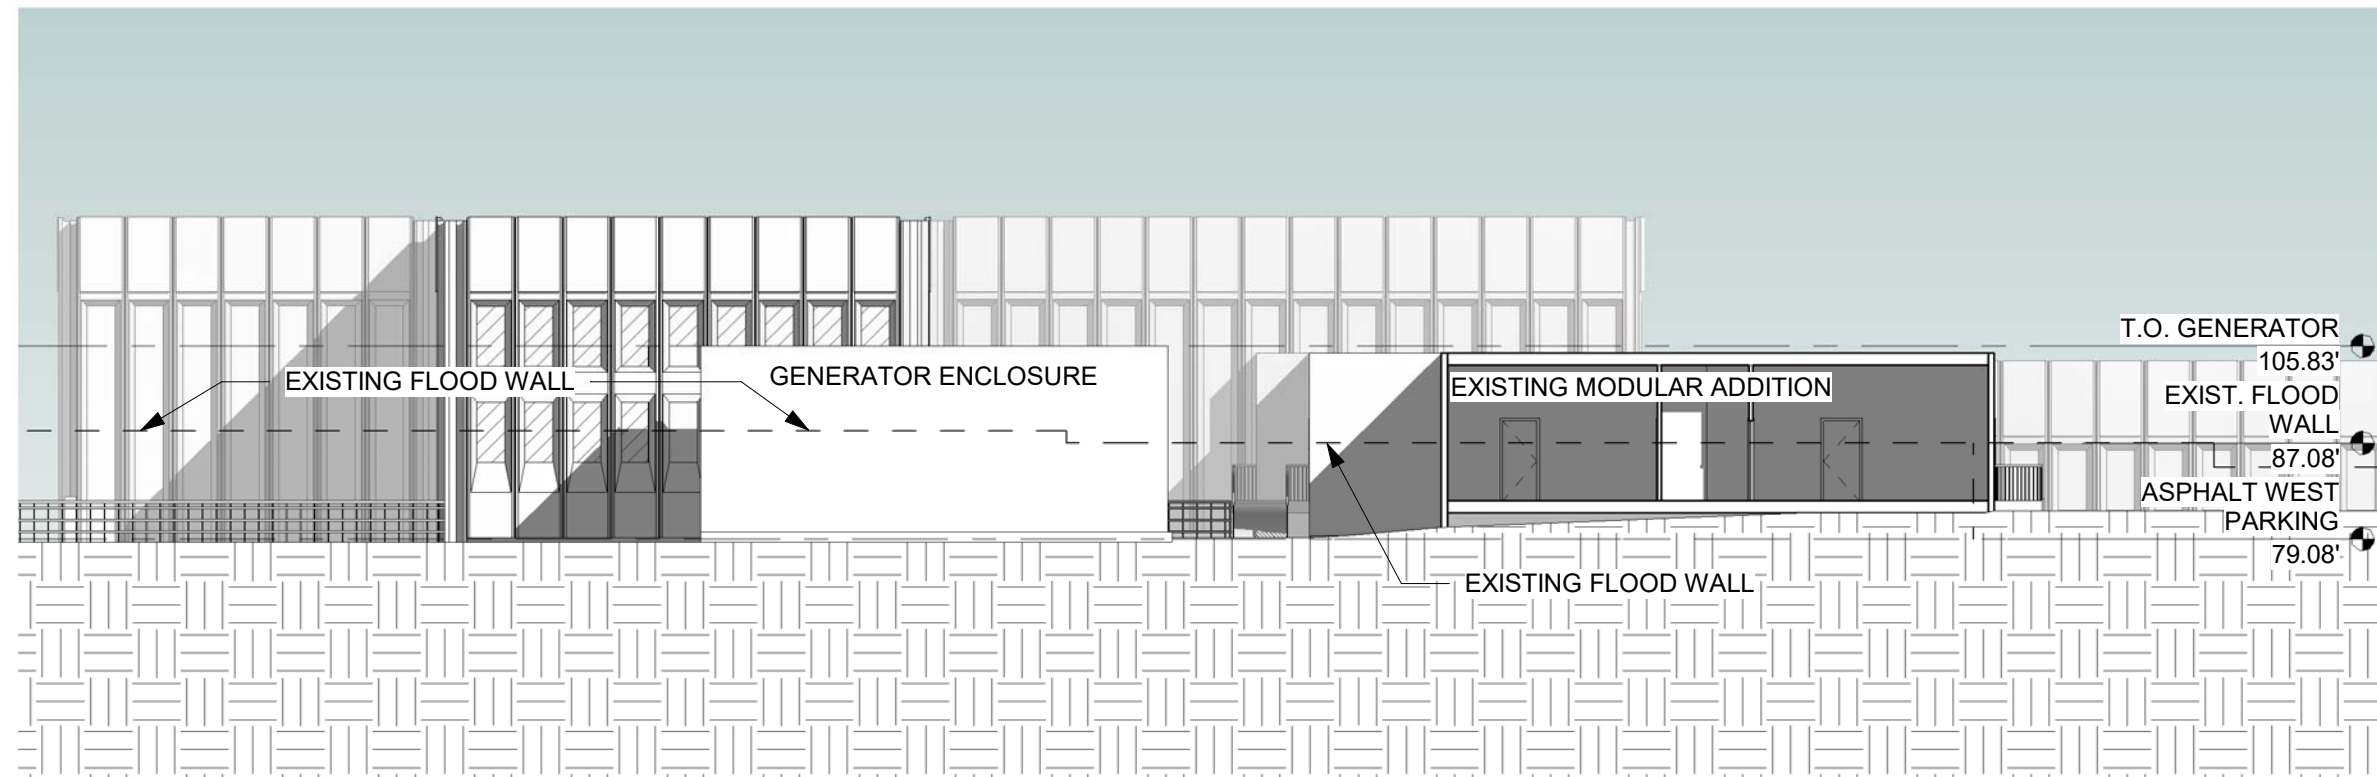 T.O. GENERATOR
105.83'
EXISTING FLOOD WALL
GENERATOR ENCLOSURE
EXISTING MODULAR ADDITION
EXIST. FLOOD
WALL
87.08'
ASPHALT WEST
PARKING
79.08'
EXISTING FLOOD WALL